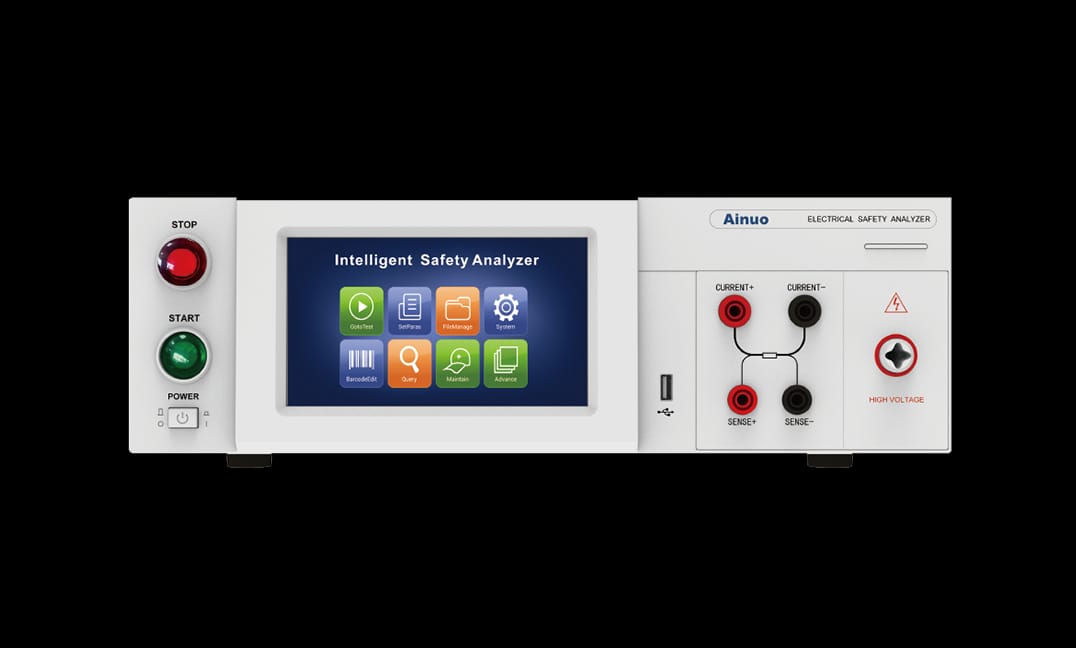 STOP
START
POWER
Intelligent Safety Analyzer
GotoTest
SetParas
FileManage
System
BarcodeEdit
Query
Maintain
Advance
Ainuo
ELECTRICAL SAFETY ANALYZER
CURRENT+
CURRENT-
SENSE+
SENSE-
HIGH VOLTAGE